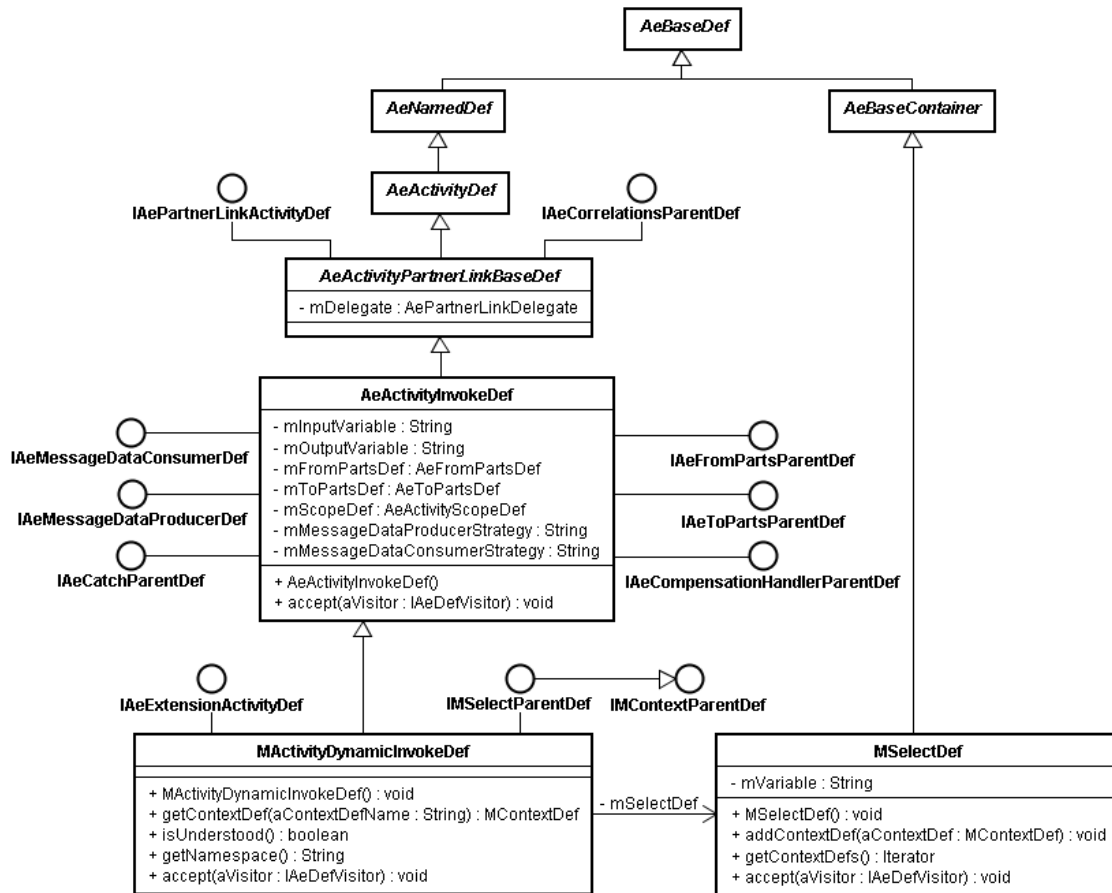 AeBaseDef
AeNamedDef
AeBaseContainer
AeActivityDef
IAePartnerLinkActivityDef
IAeCorrelationsParentDef
AeActivityPartnerLinkBaseDef
- mDelegate : AePartnerLinkDelegate
AeActivityInvokeDef
- mInputVariable : String
- mOutputVariable : String
- mFromPartsDef : AeFromPartsDef
- mToPartsDef : AeToPartsDef
- mScopeDef : AeActivityScopeDef
- mMessageDataProducerStrategy : String
- mMessageDataConsumerStrategy : String
+ AeActivityInvokeDef()
+ accept(aVisitor : IAeDefVisitor) : void
IAeMessageDataConsumerDef
IAeMessageDataProducerDef
IAeCatchParentDef
IAeFromPartsParentDef
IAeToPartsParentDef
IAeCompensationHandlerParentDef
IAeExtensionActivityDef
IMSelectParentDef
IMContextParentDef
MActivityDynamicInvokeDef
+ MActivityDynamicInvokeDef() : void
+ getContextDef(aContextDefName : String) : MContextDef
+ isUnderstood() : boolean
+ getNamespace() : String
+ accept(aVisitor : IAeDefVisitor) : void
- mSelectDef
MSelectDef
- mVariable : String
+ MSelectDef() : void
+ addContextDef(aContextDef : MContextDef) : void
+ getContextDefs() : Iterator
+ accept(aVisitor : IAeDefVisitor) : void